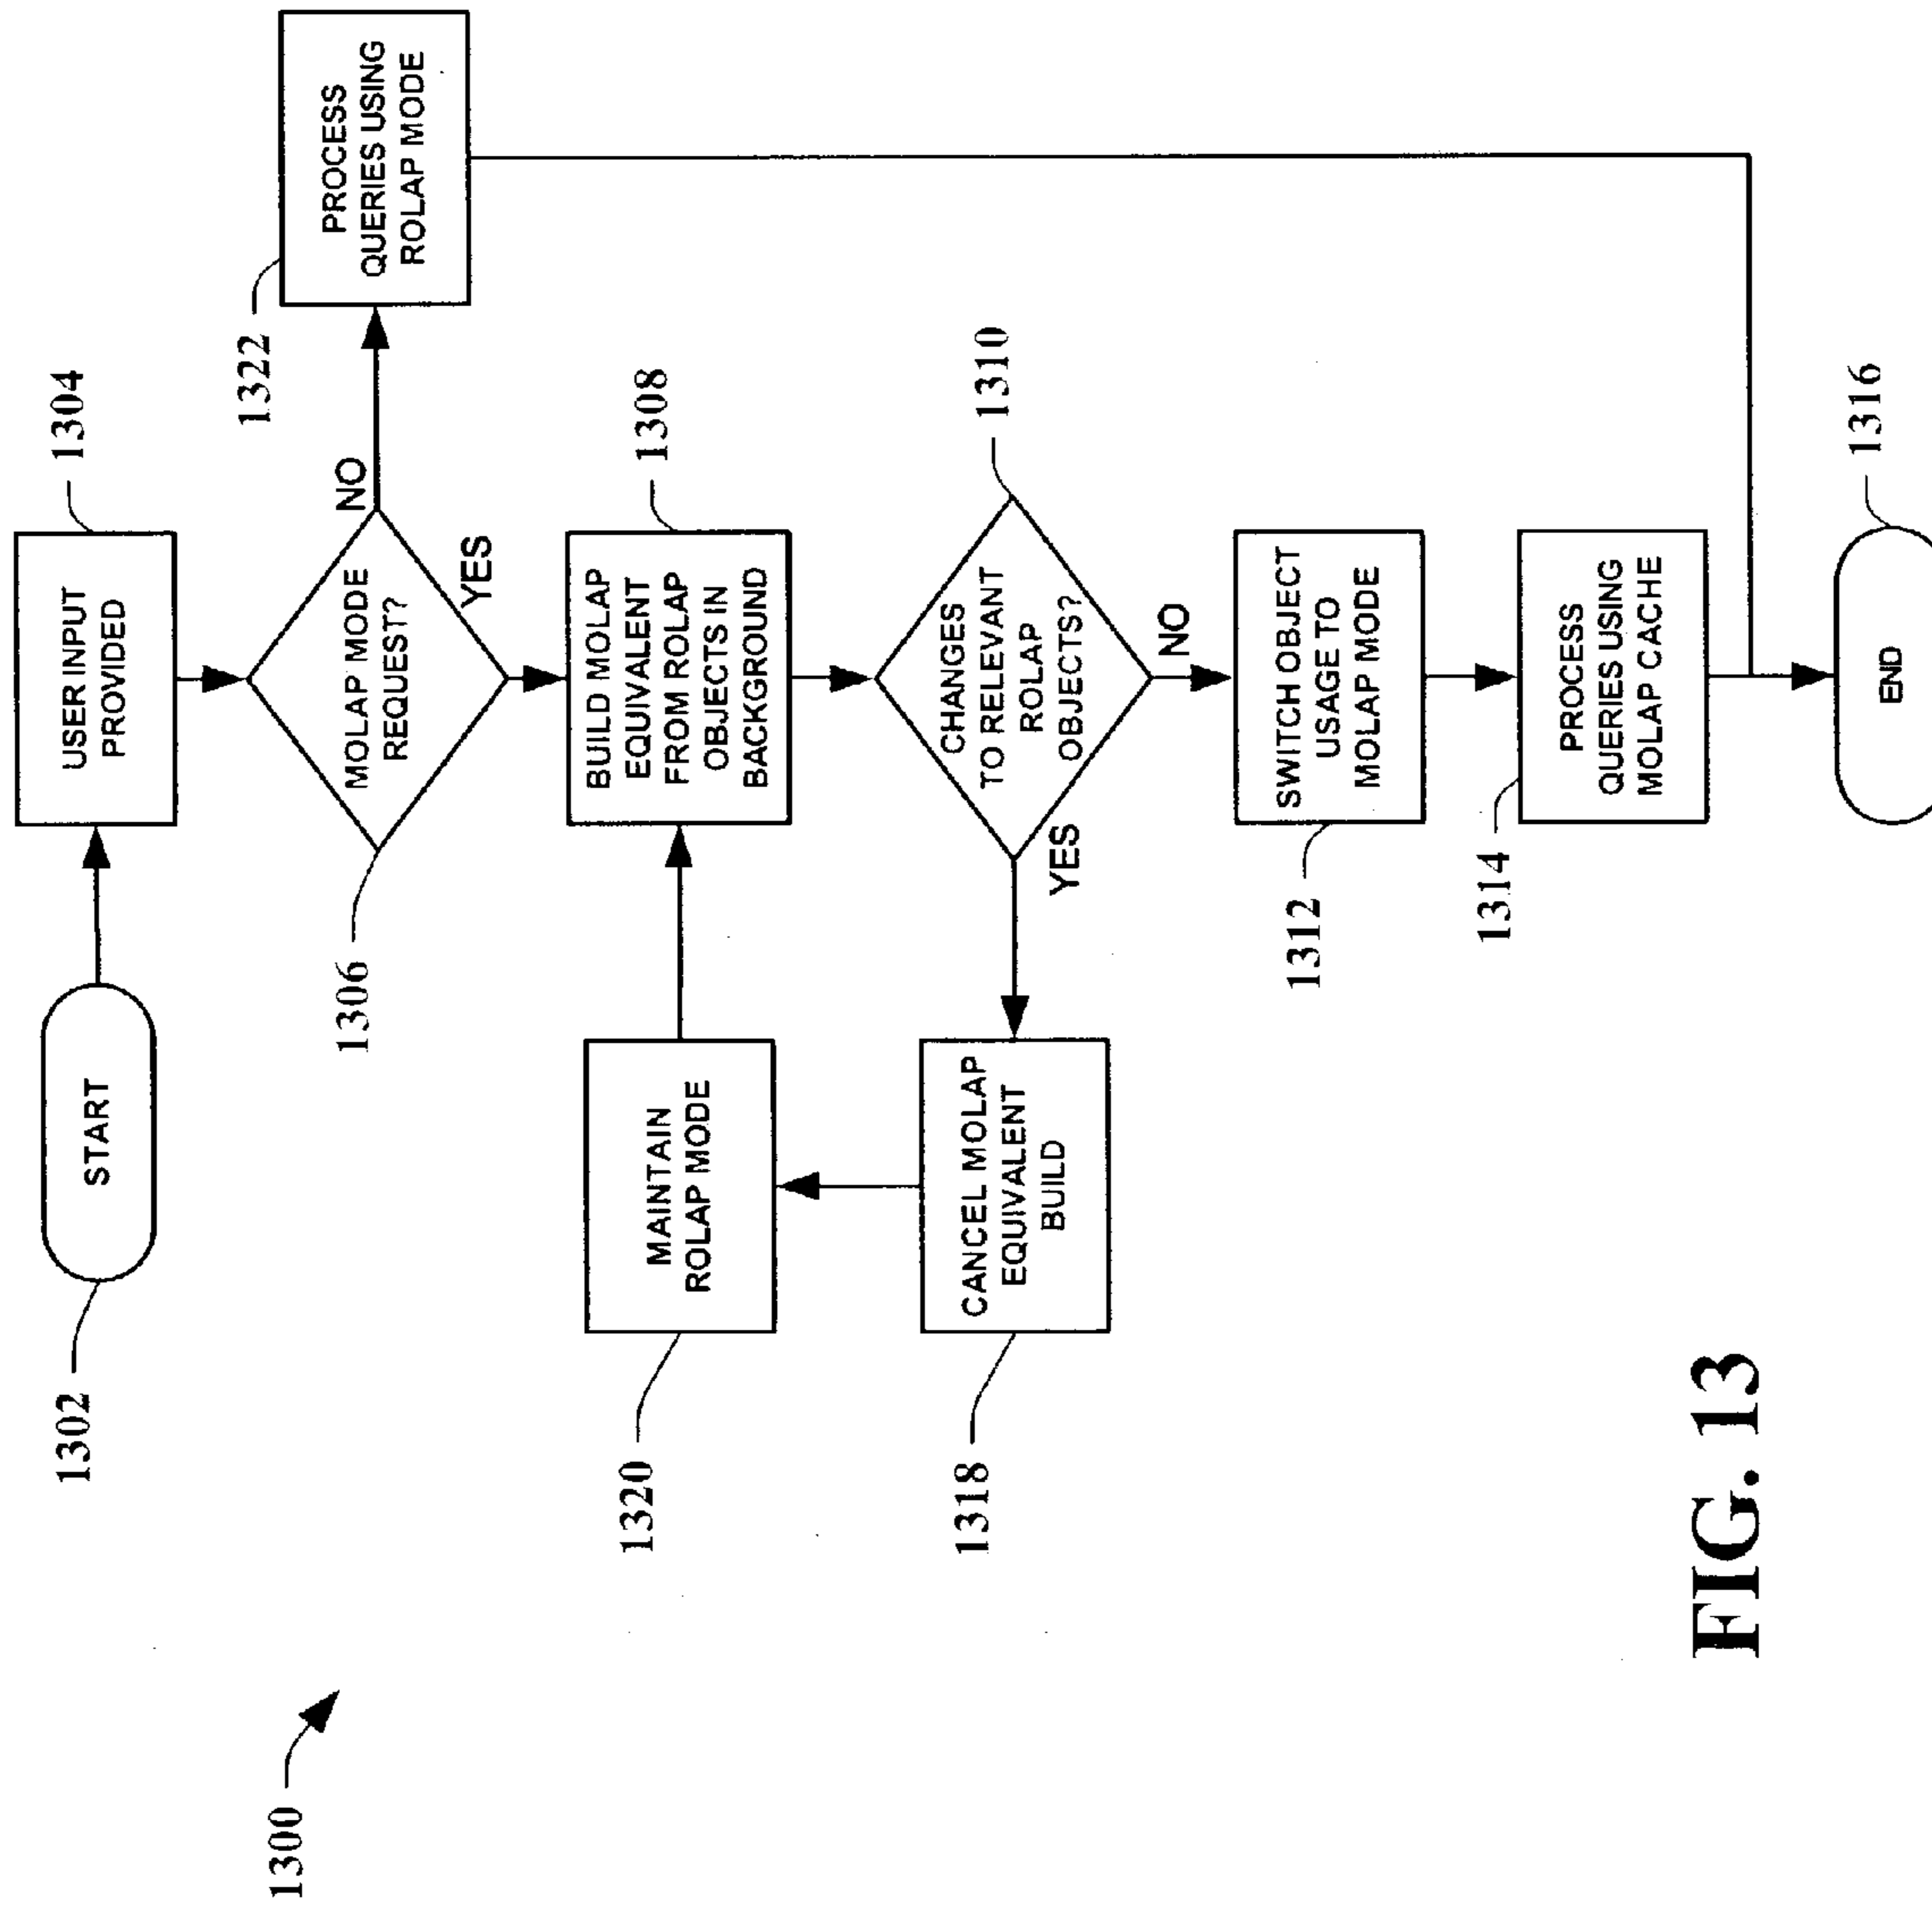 1300
1302
START
USER INPUT
PROVIDED
1304
1306
MOLAP MODE
REQUEST?
NO
YES
1322
PROCESS
QUERIES USING
ROLAP MODE
1320
MAINTAIN
ROLAP MODE
BUILD MOLAP
EQUIVALENT
FROM ROLAP
OBJECTS IN
BACKGROUND
1308
1318
CANCEL MOLAP
EQUIVALENT
BUILD
YES
CHANGES
TO RELEVANT
ROLAP
OBJECTS?
1310
NO
1312
SWITCH OBJECT
USAGE TO
MOLAP MODE
1314
PROCESS
QUERIES USING
MOLAP CACHE
END
1316
FIG. 13